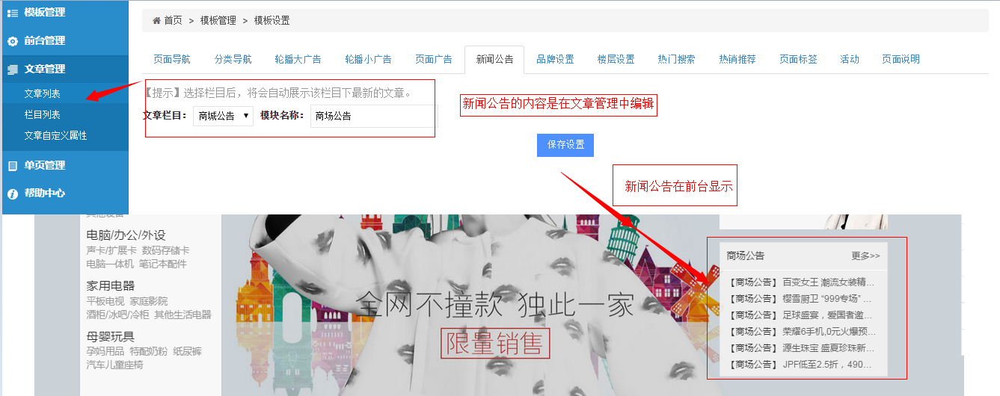 模板管理
前台管理
文章管理
文章列表
栏目列表
文章自定义属性
单页管理
帮助中心
首页 > 模板管理 > 模板设置
页面导航 分类导航 轮播大广告 轮播小广告 页面广告 新闻公告 品牌设置 楼层设置 热门搜索 热销推荐 页面标签 活动 页面说明
【提示】选择栏目后，将会自动展示该栏目下最新的文章。
文章栏目： 商城公告 ▼ 模块名称： 商场公告
新闻公告的内容是在文章管理中编辑
保存设置
新闻公告在前台显示
电脑/办公/外设
声卡/扩展卡 数码存储卡
电脑一体机 笔记本配件
家用电器
平板电视 家庭影院
酒柜/冰吧/冷柜 其他生活电器
母婴玩具
孕妈用品 特配奶粉 纸尿裤
汽车儿童座椅
全网不撞款 独此一家
限量销售
商场公告 更多>>
【商场公告】 百变女王 潮流女装精...
【商场公告】 樱雪厨卫 “999专场” ...
【商场公告】 足球盛宴，爱国者邀...
【商场公告】 荣耀6手机,0元火爆预...
【商场公告】 源生珠宝 盛夏珍珠新...
【商场公告】 JPF低至2.5折，490...